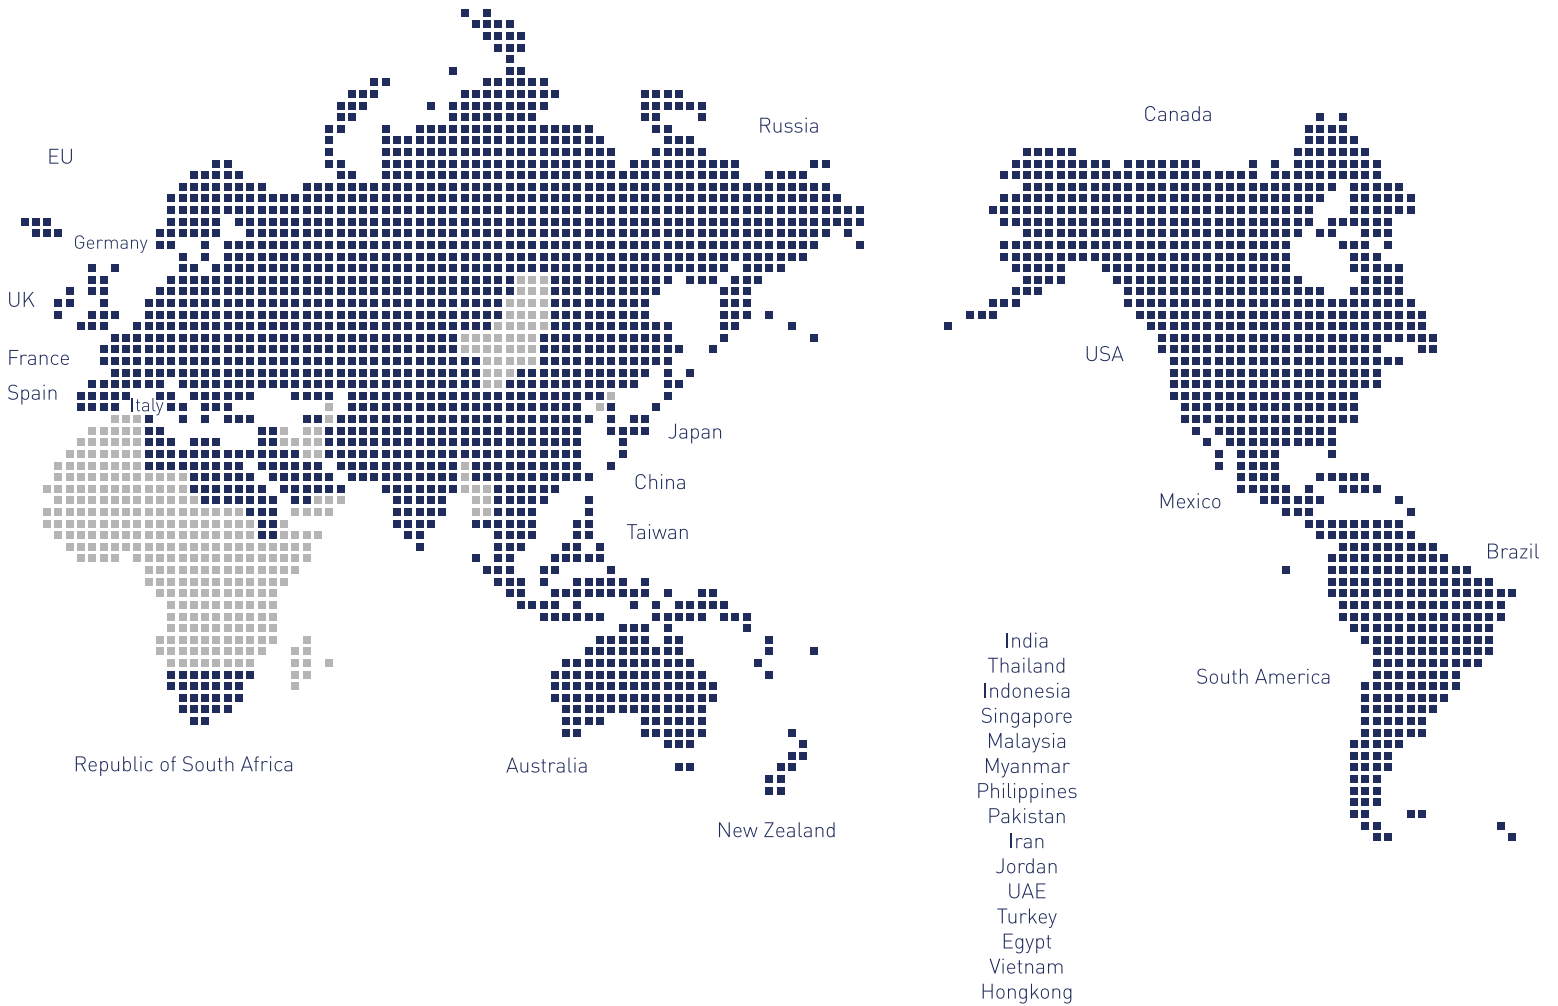 Canada
Russia
EU
Germany
UK
France
USA
Spain
Italy
Japan
China
Mexico
Taiwan
Brazil
India
Thailand
South America
Indonesia
Singapore
Malaysia
Republic of South Africa
Australia
Myanmar
Philippines
Pakistan
New Zealand
Iran
Jordan
UAE
Turkey
Egypt
Vietnam
Hongkong